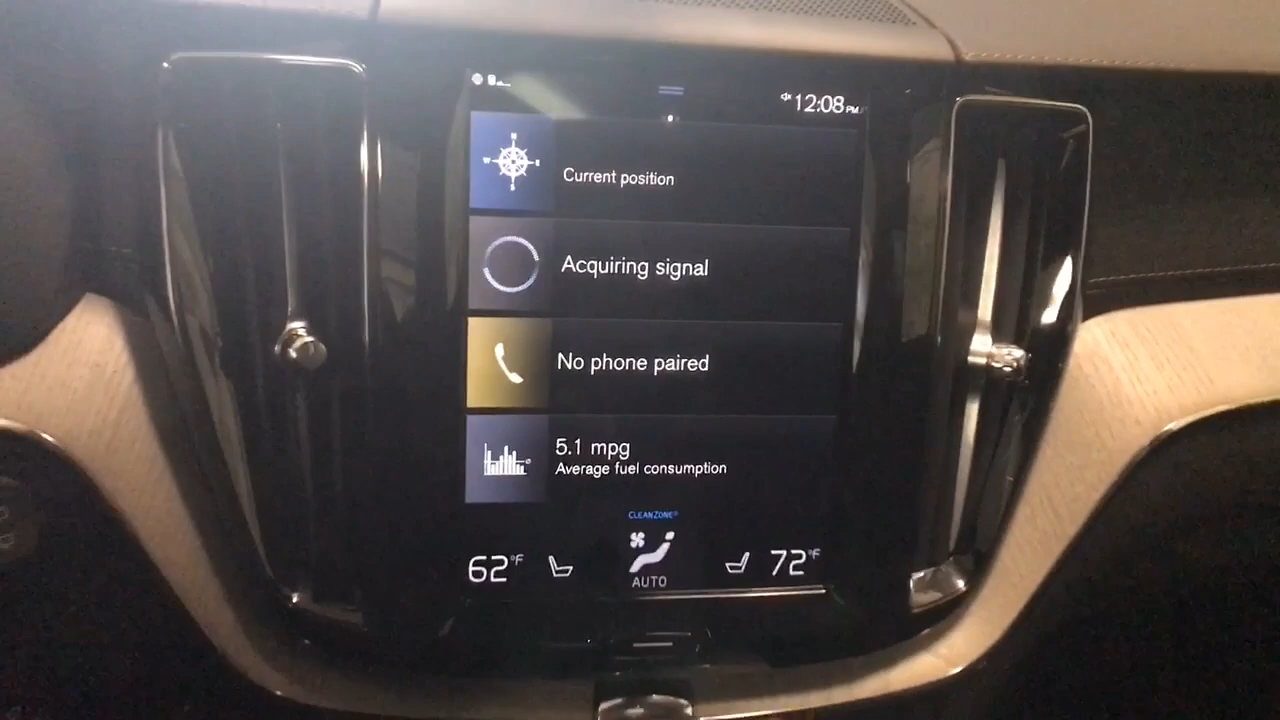 12:08 PM
N
W E
S
Current position
Acquiring signal
No phone paired
5.1 mpg
Average fuel consumption
CLEANZONE®
62°F
72°F
AUTO